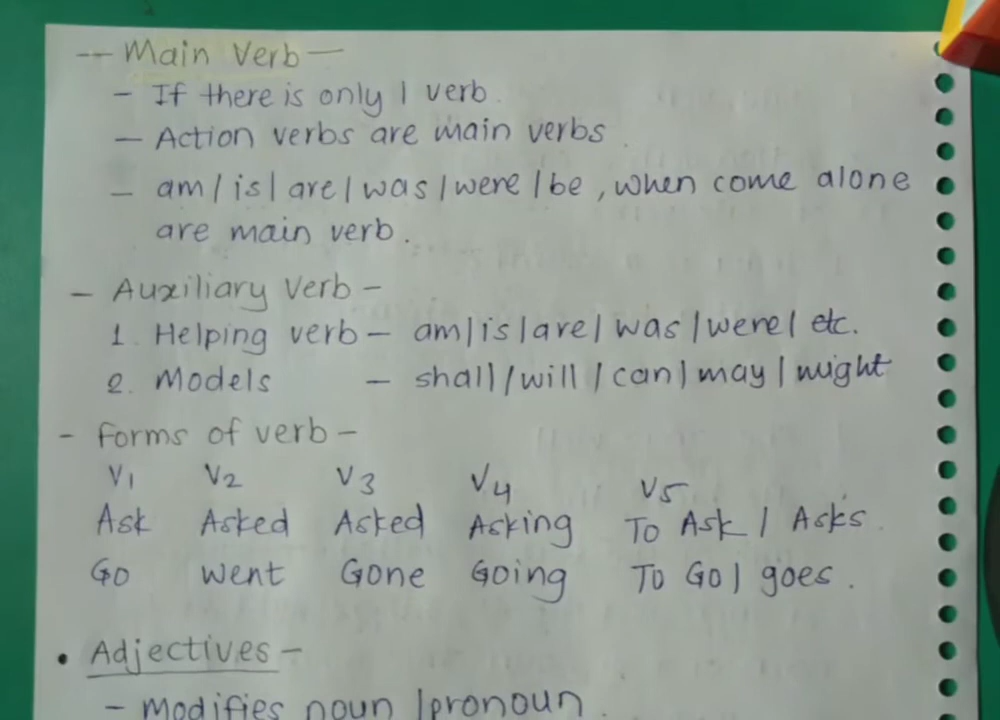 -- Main Verb —
- If there is only 1 verb.
- Action verbs are main verbs.
- am / is / are / was / were / be, when come alone
are main verb.
- Auxiliary Verb -
1. Helping verb - am / is / are / was / were / etc.
2. Models - shall / will / can / may / might
- Forms of verb -
V1 V2 V3 V4 V5
Ask Asked Asked Asking To Ask / Asks.
Go went Gone Going To Go / goes.
• Adjectives -
- Modifies noun / pronoun.